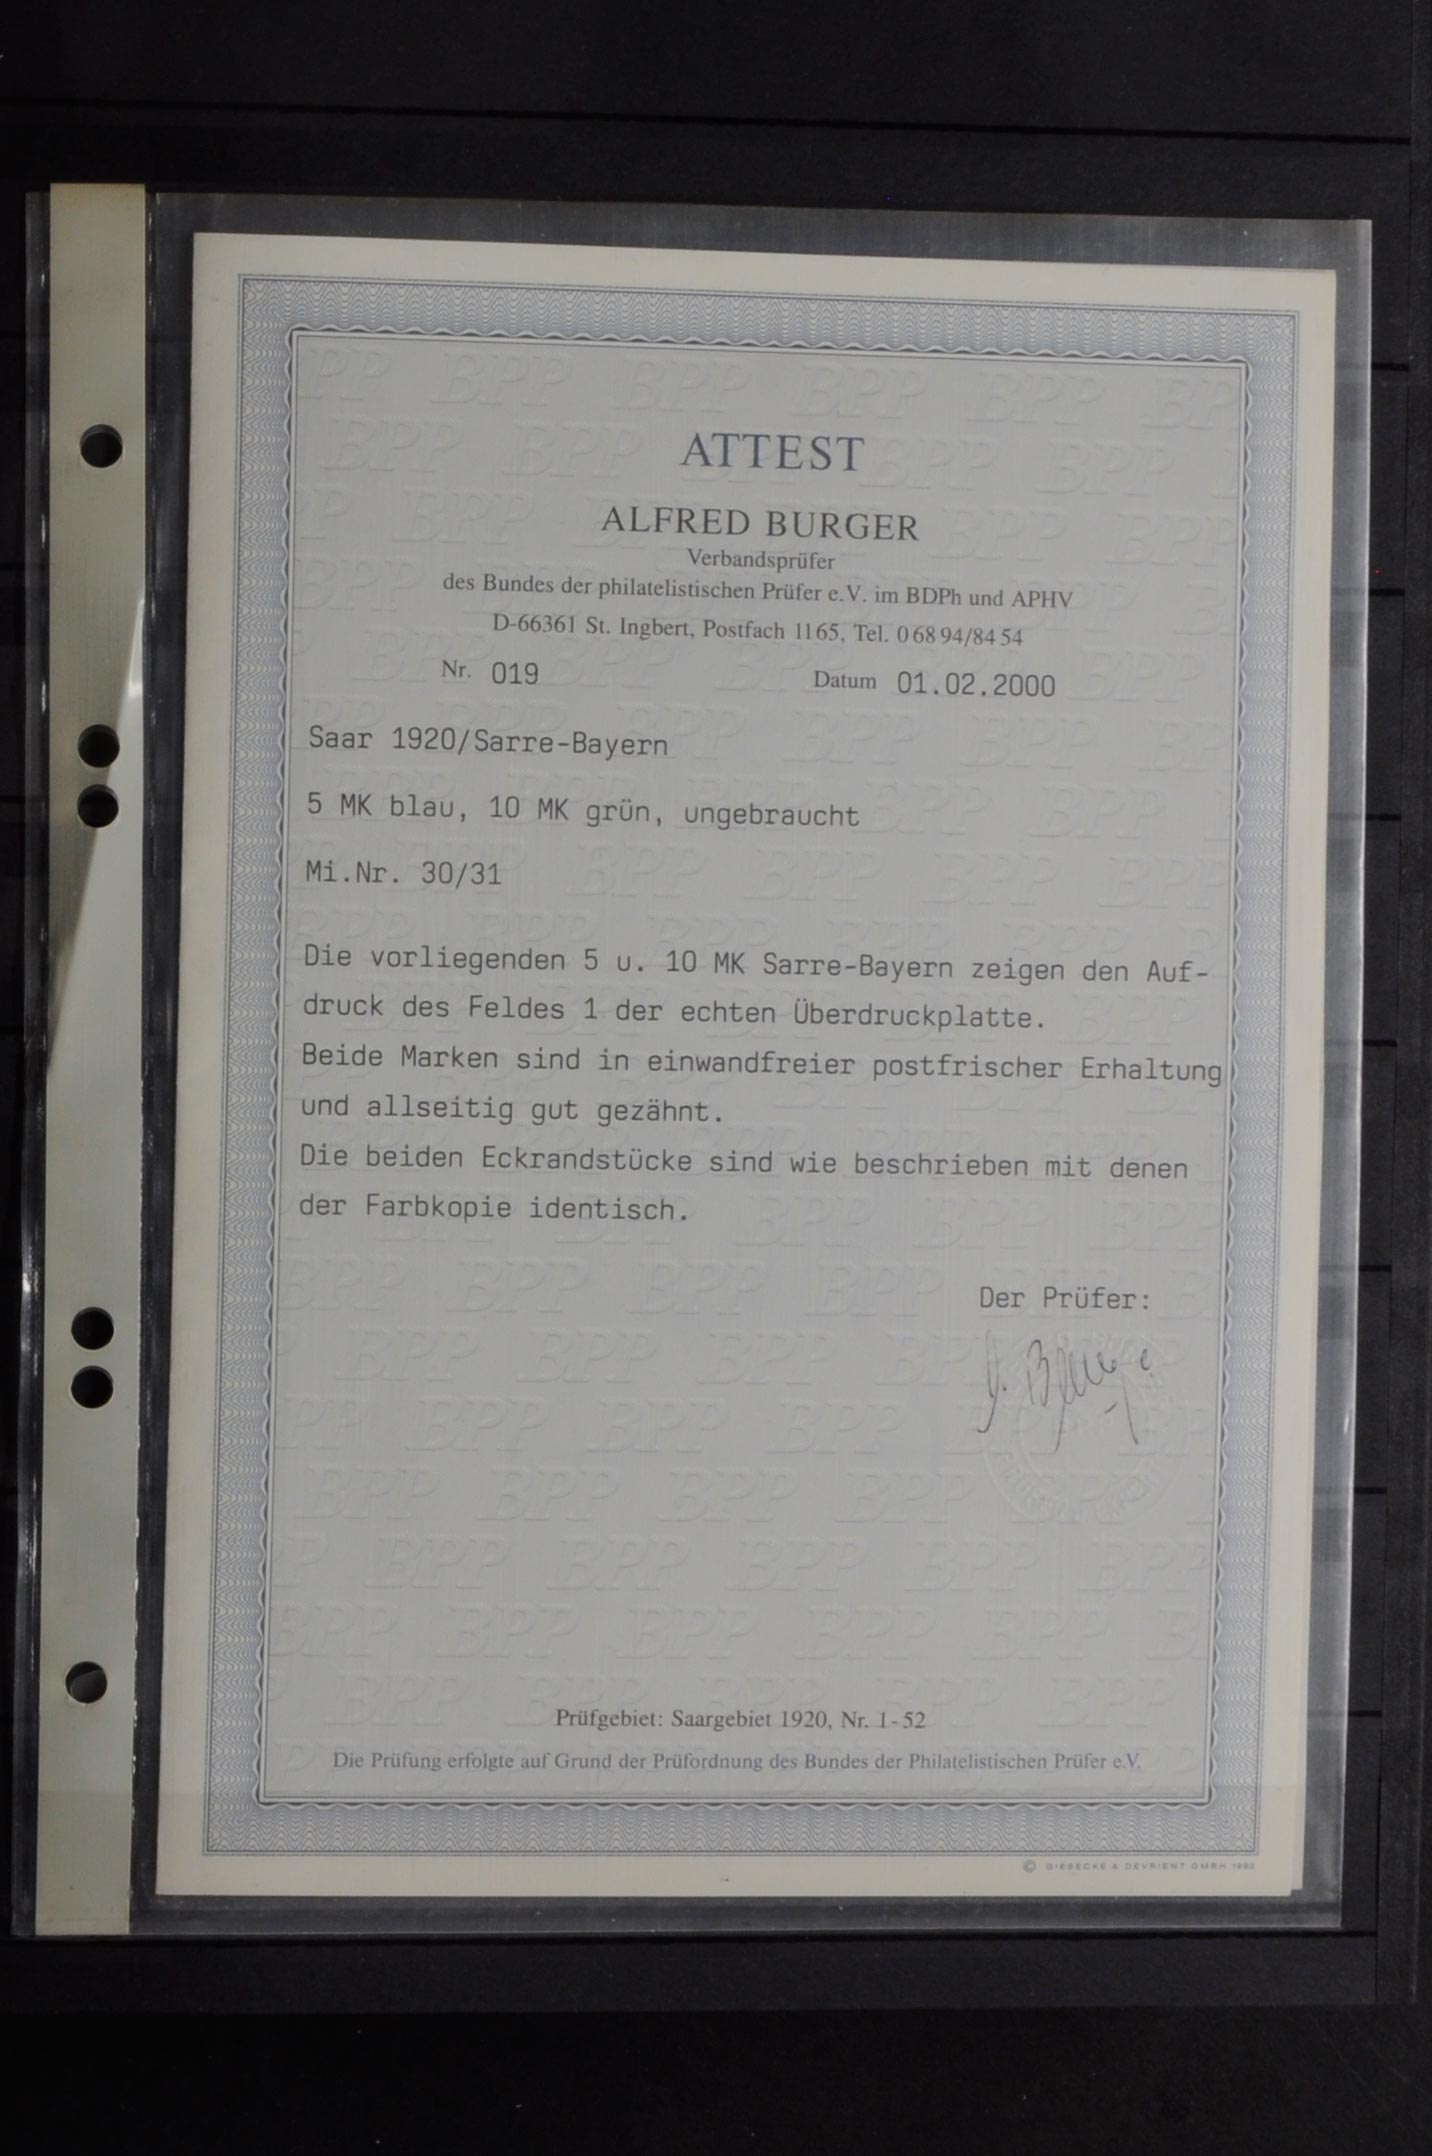 ATTEST
ALFRED BURGER
Verbandsprüfer
des Bundes der philatelistischen Prüfer e.V. im BDPh und APHV
D-66361 St. Ingbert, Postfach 1165, Tel. 0 68 94/84 54
Nr. 019 Datum 01.02.2000
Saar 1920/Sarre-Bayern
5 MK blau, 10 MK grün, ungebraucht
Mi.Nr. 30/31
Die vorliegenden 5 u. 10 MK Sarre-Bayern zeigen den Auf-
druck des Feldes 1 der echten Überdruckplatte.
Beide Marken sind in einwandfreier postfrischer Erhaltung
und allseitig gut gezähnt.
Die beiden Eckrandstücke sind wie beschrieben mit denen
der Farbkopie identisch.
Der Prüfer:
Prüfgebiet: Saargebiet 1920, Nr. 1-52
Die Prüfung erfolgte auf Grund der Prüfordnung des Bundes der Philatelistischen Prüfer e.V.
© GIESECKE & DEVRIENT GMBH 1992